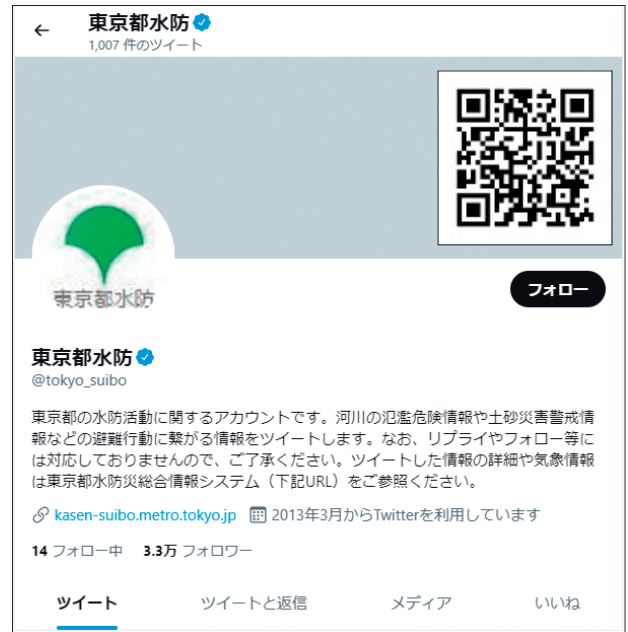 東京都水防
1,007 件のツイート
東京都水防
フォロー
東京都水防
@tokyo_suibo
東京都の水防活動に関するアカウントです。河川の氾濫危険情報や土砂災害警戒情
報などの避難行動に繋がる情報をツイートします。なお、リプライやフォロー等に
は対応しておりませんので、ご了承ください。ツイートした情報の詳細や気象情報
は東京都水防災総合情報システム（下記URL）をご参照ください。
kasen-suibo.metro.tokyo.jp 2013年3月からTwitterを利用しています
14 フォロー中 3.3万 フォロワー
ツイート ツイートと返信 メディア いいね